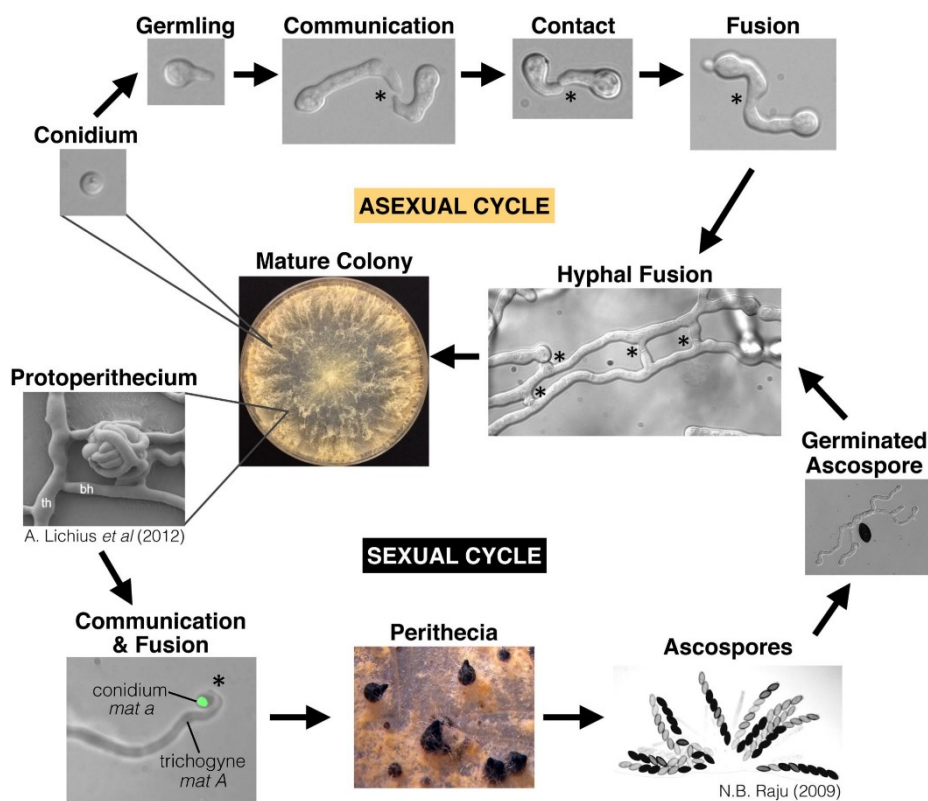 Germling
Communication
Contact
Fusion
*
*
*
Conidium
ASEXUAL CYCLE
Mature Colony
Hyphal Fusion
*
*
*
*
Protoperithecium
th
bh
A. Lichius et al (2012)
Germinated
Ascospore
SEXUAL CYCLE
Communication
& Fusion
*
conidium
mat a
trichogyne
mat A
Perithecia
Ascospores
N.B. Raju (2009)